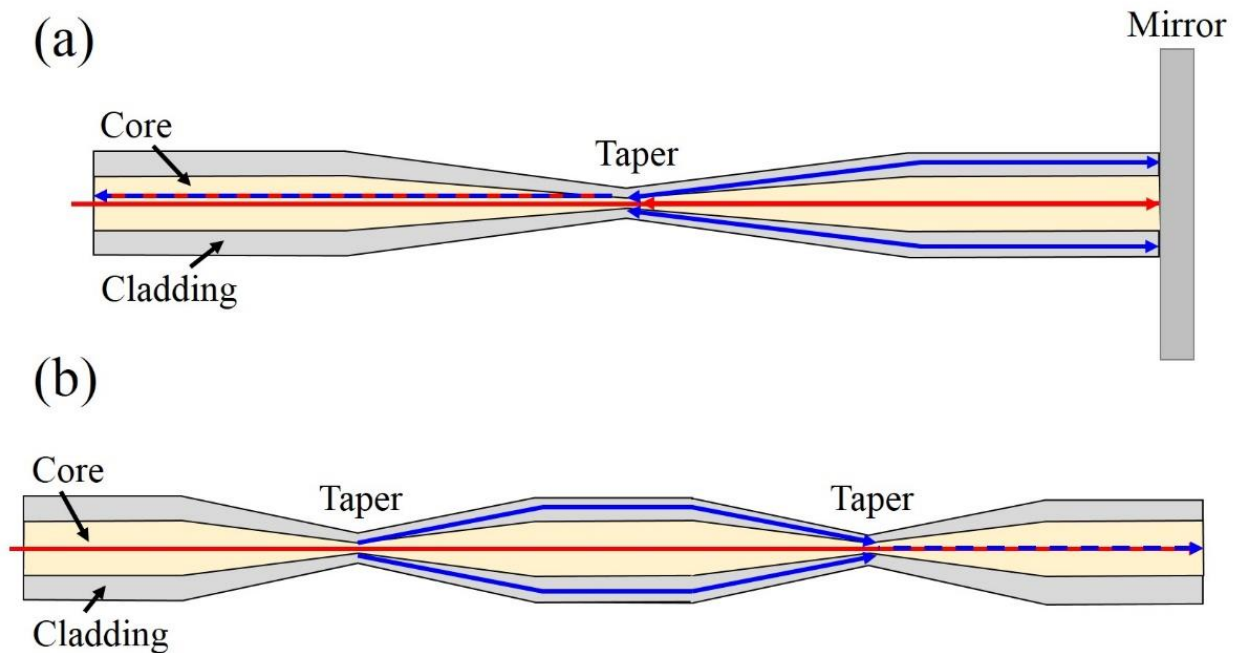 (a)
Mirror
Core
Taper
Cladding
(b)
Core
Taper
Taper
Cladding